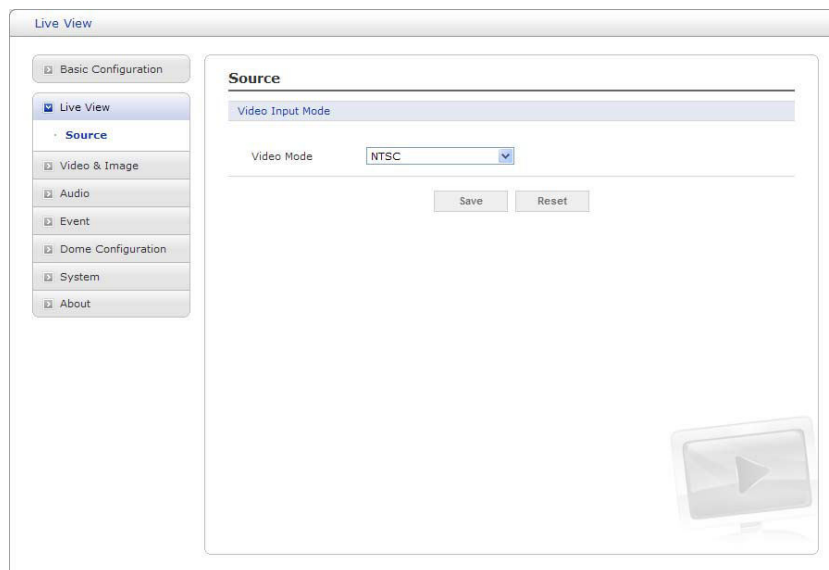 Live View
Basic Configuration
Live View
· Source
Video & Image
Audio
Event
Dome Configuration
System
About
Source
Video Input Mode
Video Mode NTSC
Save Reset